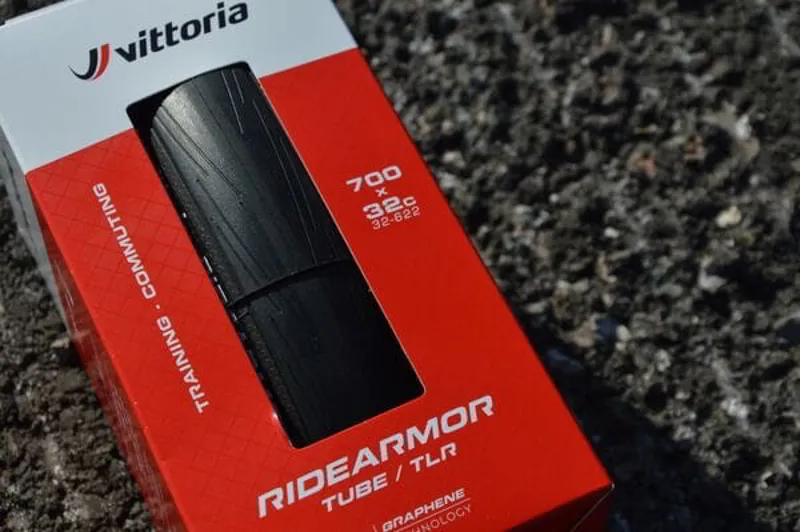 vittoria
700
x
32c
32-622
TRAINING · COMMUTING
RIDEARMOR
TUBE / TLR
GRAPHENE